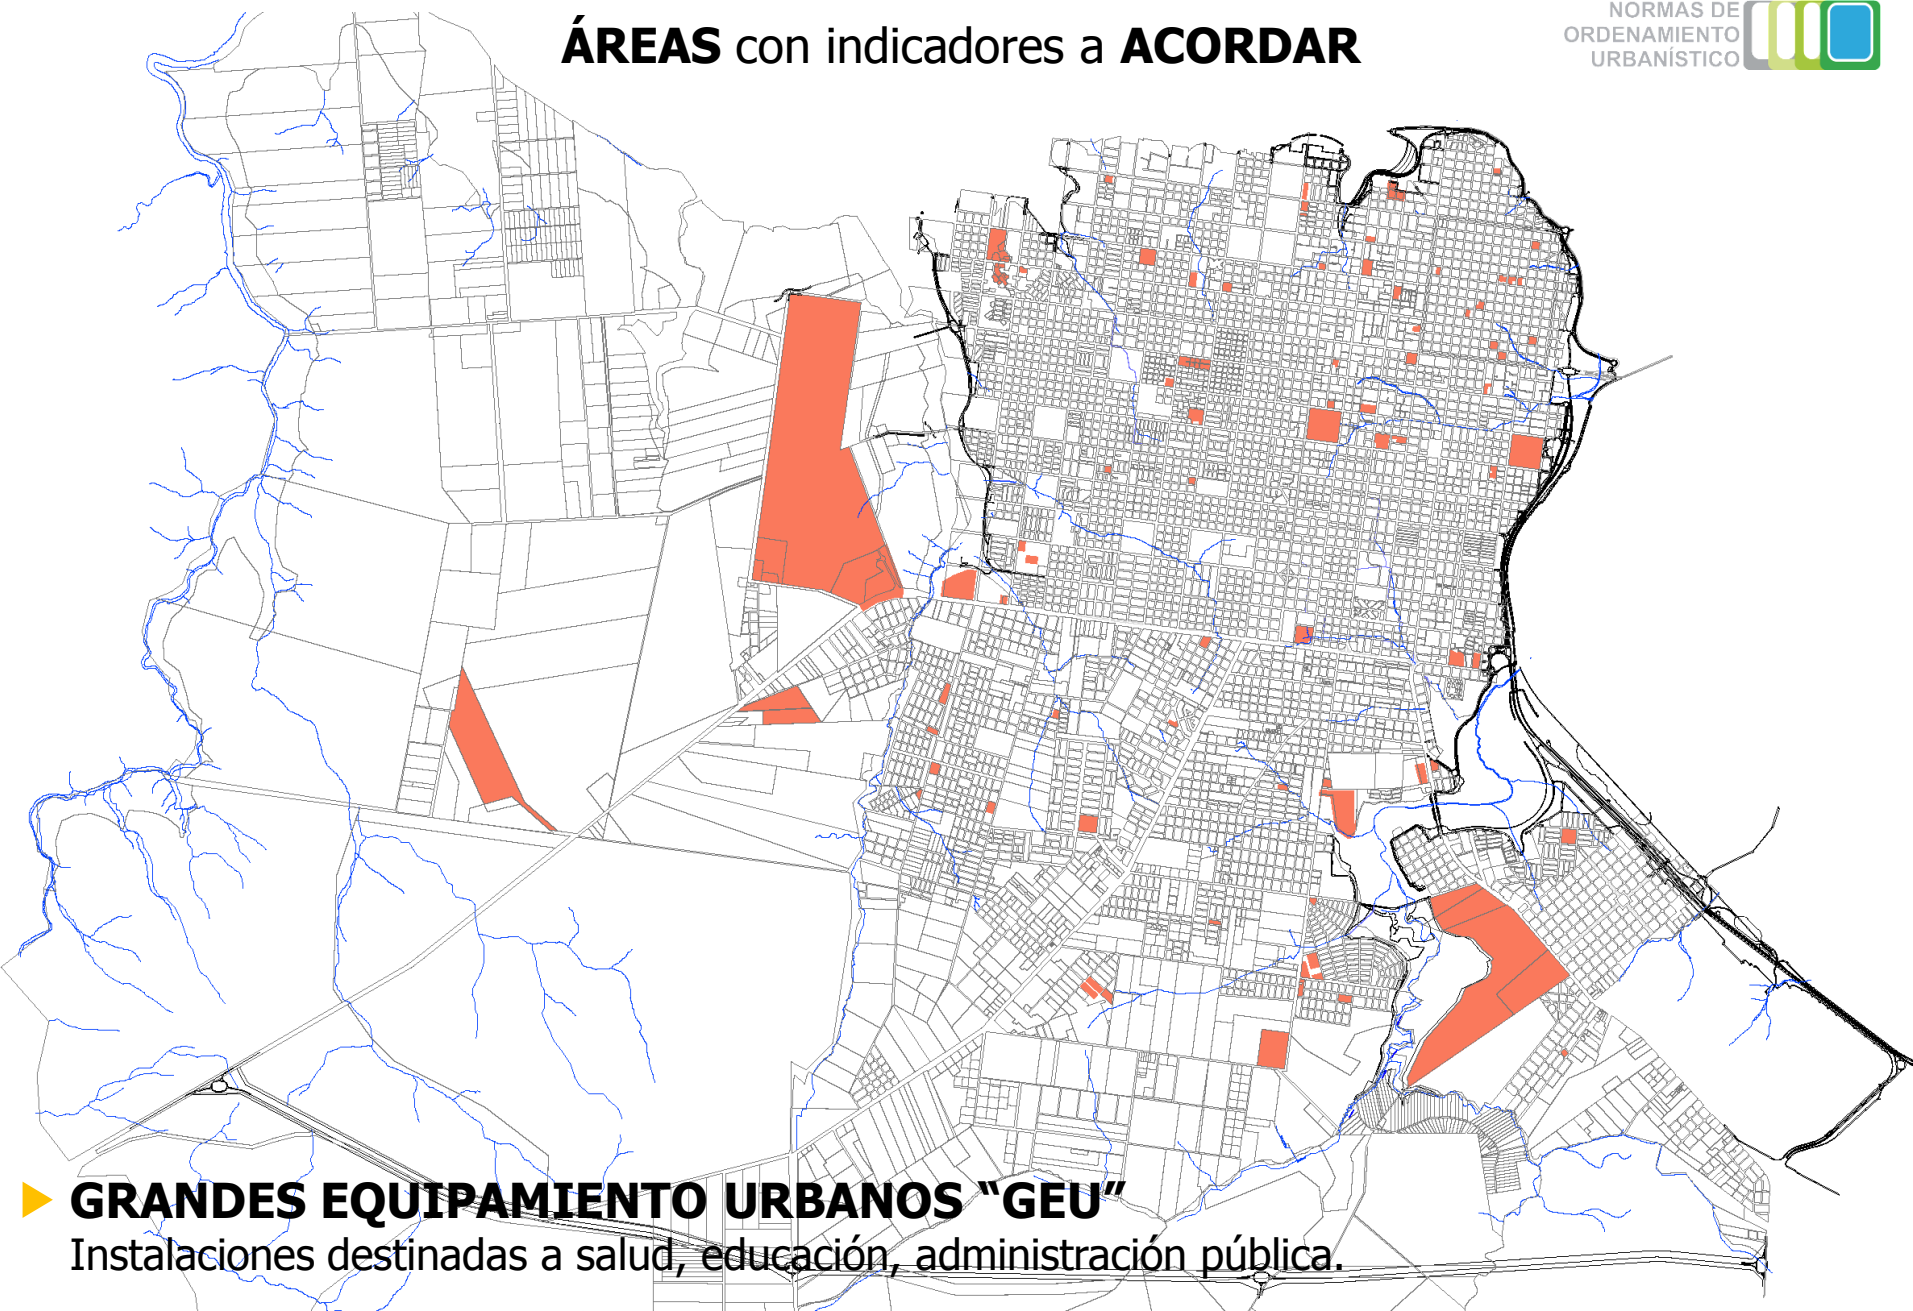 ÁREAS con indicadores a ACORDAR
NORMAS DE
ORDENAMIENTO
URBANÍSTICO
GRANDES EQUIPAMIENTO URBANOS “GEU”
Instalaciones destinadas a salud, educación, administración pública.